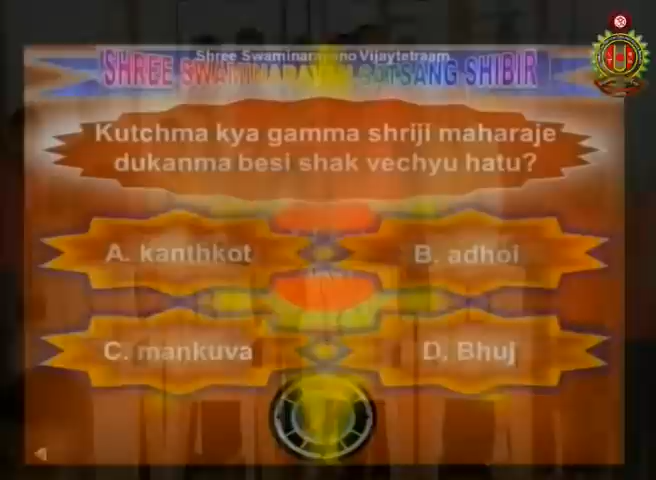 Shree Swaminarayano Vijaytetraam
SHREE SWAMINARAYAN SATSANG SHIBIR
Kutchma kya gamma shriji maharaje
dukanma besi shak vechyu hatu?
A. kanthkot
B. adhoi
C. mankuva
D. Bhuj